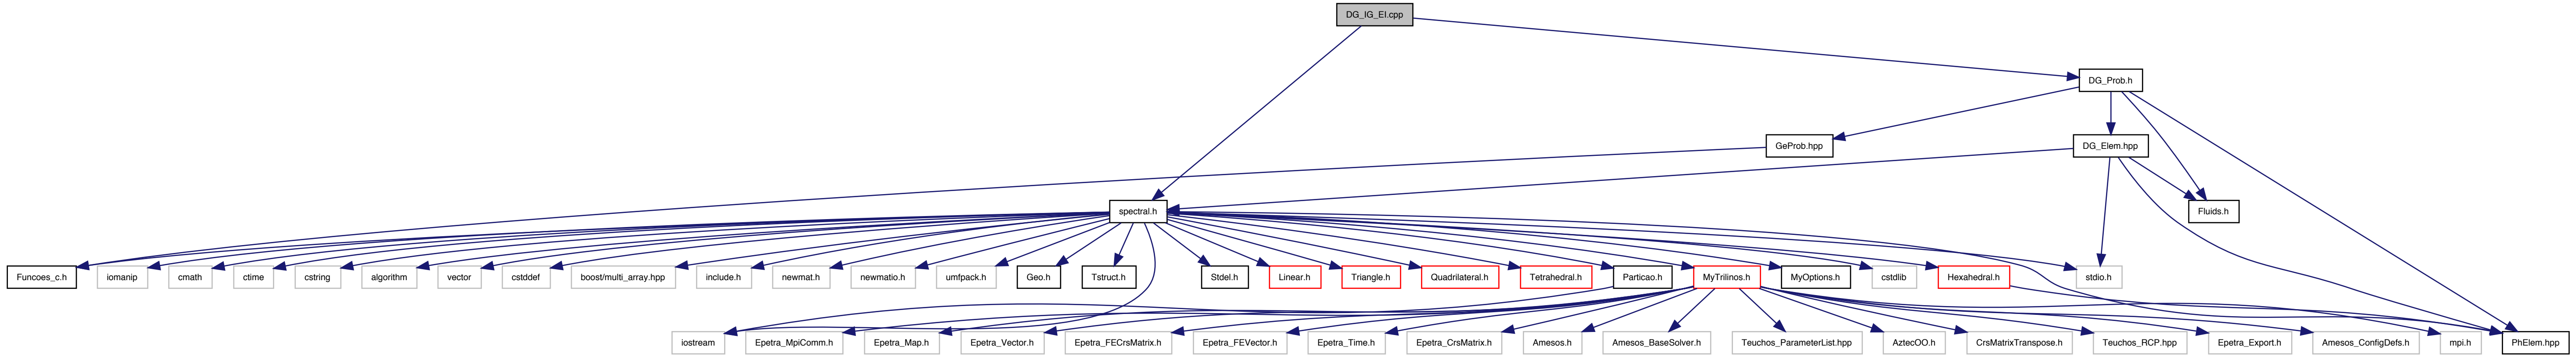 DG_IG_EI.cpp
DG_Prob.h
GeProb.hpp
DG_Elem.hpp
spectral.h
Fluids.h
Funcoes_c.h
iomanip
cmath
ctime
cstring
algorithm
vector
cstddef
boost/multi_array.hpp
include.h
newmat.h
newmatio.h
umfpack.h
Geo.h
Tstruct.h
Stdel.h
Linear.h
Triangle.h
Quadrilateral.h
Tetrahedral.h
Particao.h
MyTrilinos.h
MyOptions.h
cstdlib
Hexahedral.h
stdio.h
iostream
Epetra_MpiComm.h
Epetra_Map.h
Epetra_Vector.h
Epetra_FECrsMatrix.h
Epetra_FEVector.h
Epetra_Time.h
Epetra_CrsMatrix.h
Amesos.h
Amesos_BaseSolver.h
Teuchos_ParameterList.hpp
AztecOO.h
CrsMatrixTranspose.h
Teuchos_RCP.hpp
Epetra_Export.h
Amesos_ConfigDefs.h
mpi.h
PhElem.hpp